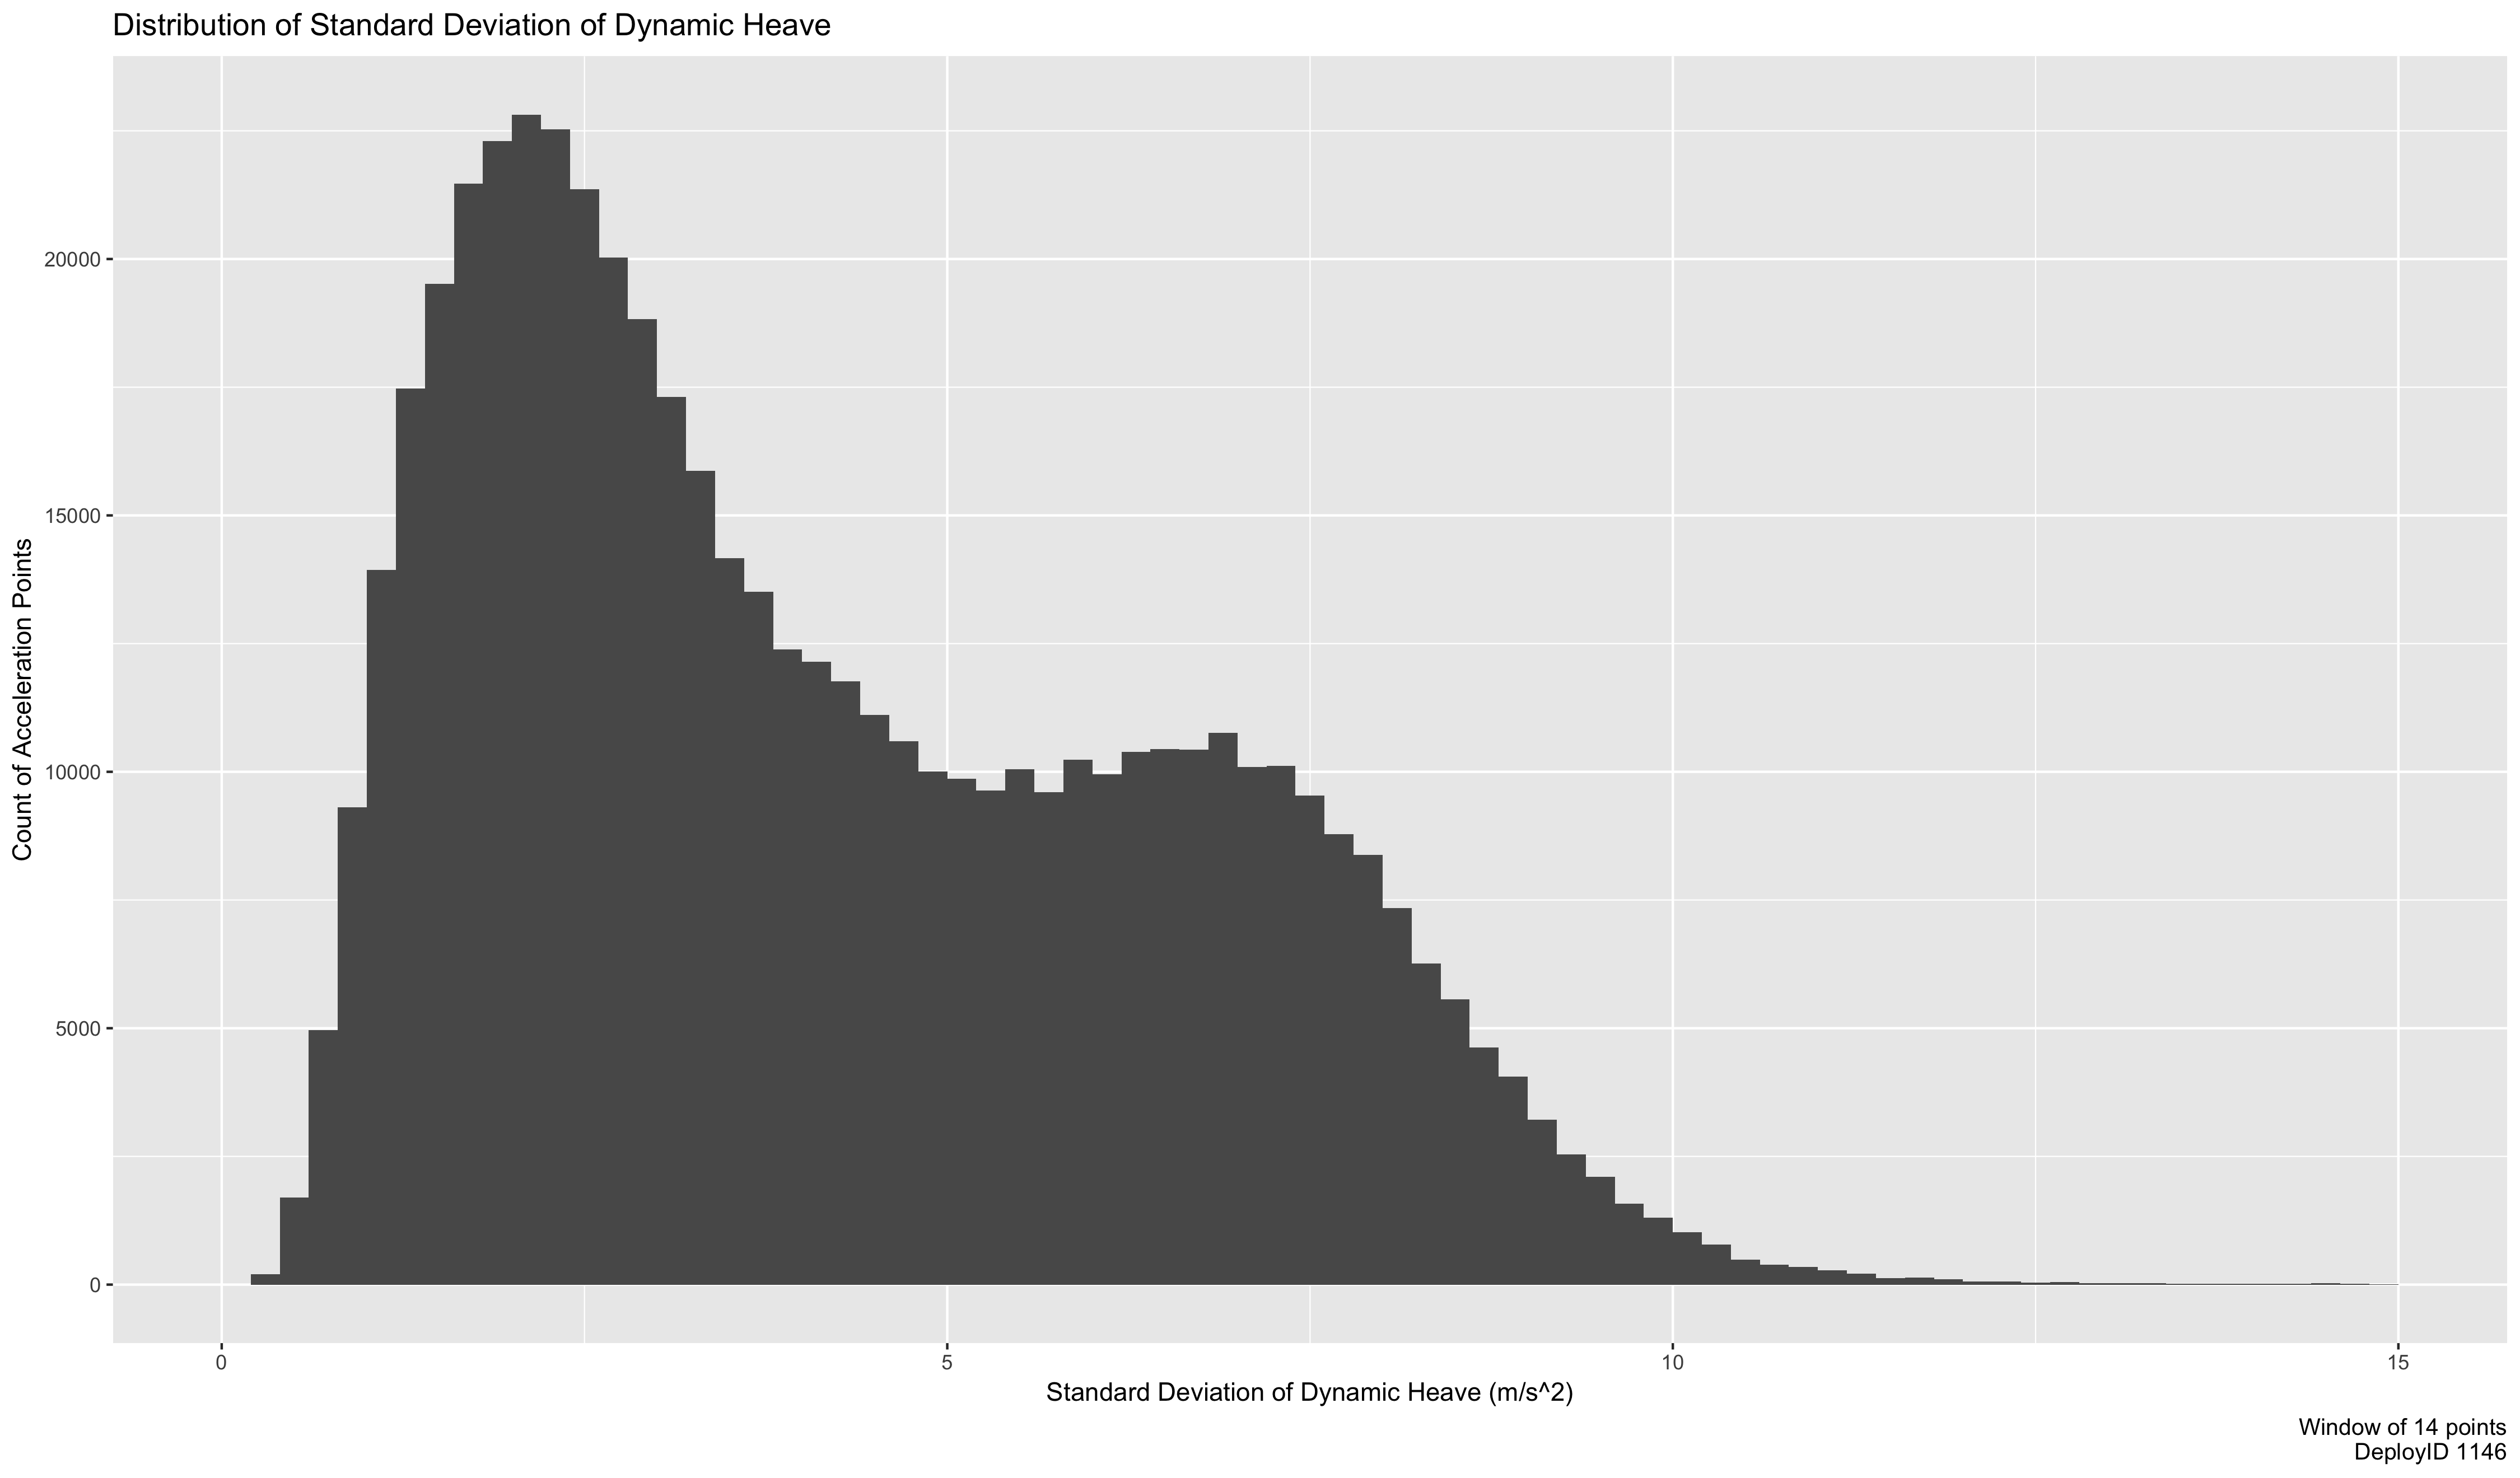 Distribution of Standard Deviation of Dynamic Heave
Count of Acceleration Points
20000
15000
10000
5000
0
0 5 10 15
Standard Deviation of Dynamic Heave (m/s^2)
Window of 14 points
DeployID 1146